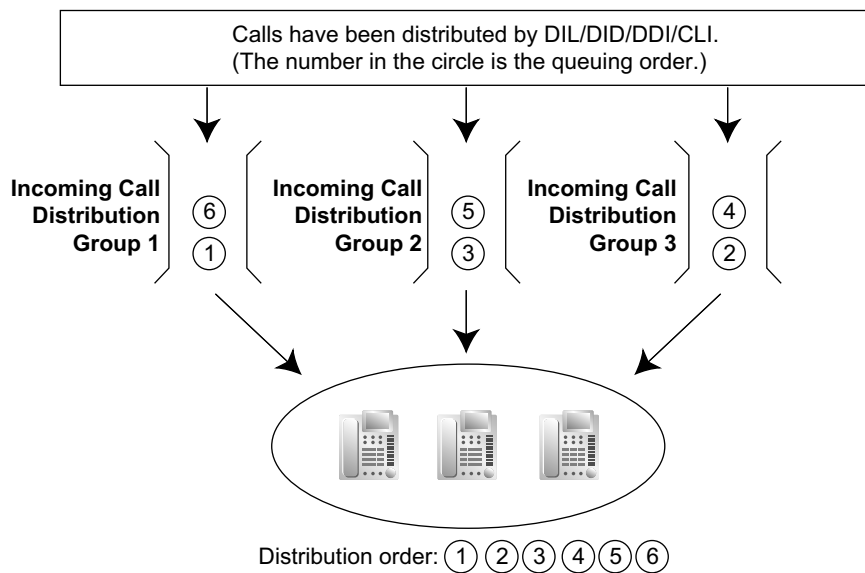 Calls have been distributed by DIL/DID/DDI/CLI.
(The number in the circle is the queuing order.)
Incoming Call
Distribution
Group 1
6
1
Incoming Call
Distribution
Group 2
5
3
Incoming Call
Distribution
Group 3
4
2
Distribution order: 1 2 3 4 5 6